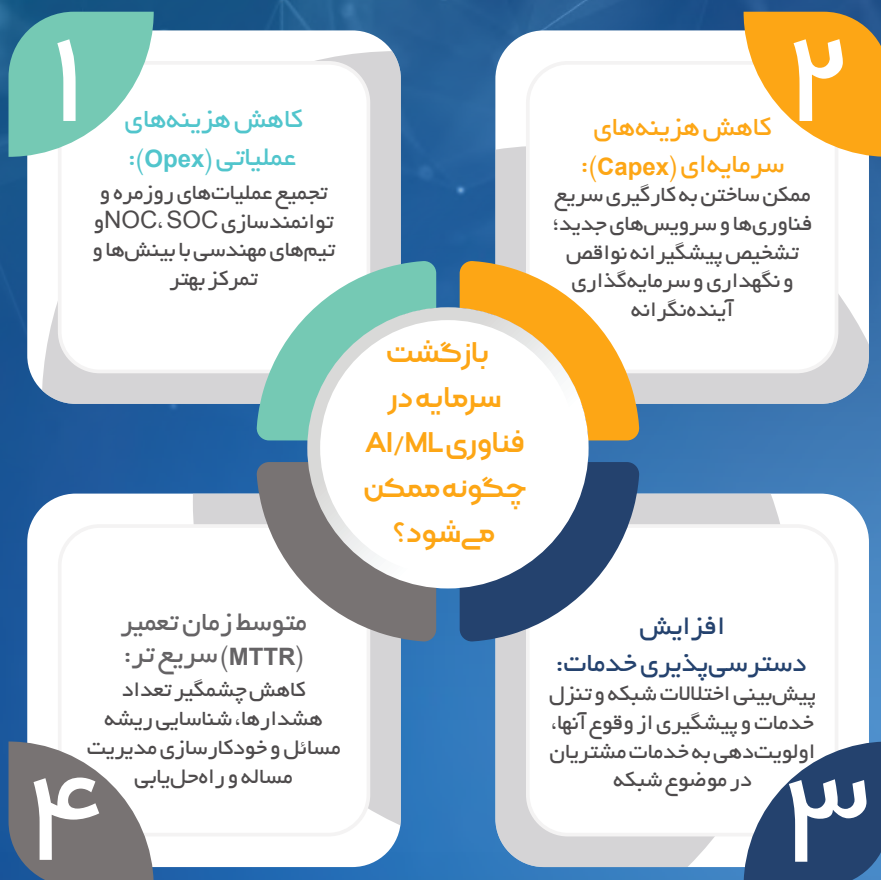 بازگشت
سرمایه در
فناوری AI/ML
چگونه ممکن
می‌شود؟
۱
کاهش هزینه‌های
عملیاتی (Opex):
تجمیع عملیات‌های روزمره و
توانمندسازی NOC، SOC و
تیم‌های مهندسی با بینش‌ها و
تمرکز بهتر
۲
کاهش هزینه‌های
سرمایه‌ای (Capex):
ممکن ساختن به کارگیری سریع
فناوری‌ها و سرویس‌های جدید؛
تشخیص پیشگیرانه نواقص
و نگهداری و سرمایه‌گذاری
آینده‌نگرانه
۳
افزایش
دسترسی‌پذیری خدمات:
پیش‌بینی اختلالات شبکه و تنزل
خدمات و پیشگیری از وقوع آنها،
اولویت‌دهی به خدمات مشتریان
در موضوع شبکه
۴
متوسط زمان تعمیر
(MTTR) سریع تر:
کاهش چشمگیر تعداد
هشدارها، شناسایی ریشه
مسائل و خودکارسازی مدیریت
مساله و راه‌حل‌یابی